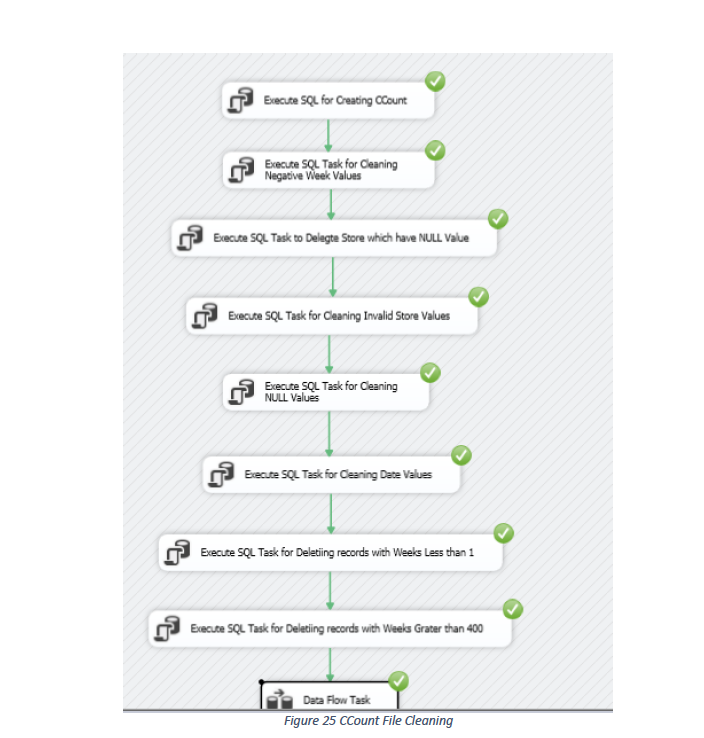 Execute SQL for Creating CCount
Execute SQL Task for Cleaning
Negative Week Values
Execute SQL Task to Delegte Store which have NULL Value
Execute SQL Task for Cleaning Invalid Store Values
Execute SQL Task for Cleaning
NULL Values
Execute SQL Task for Cleaning Date Values
Execute SQL Task for Deletiing records with Weeks Less than 1
Execute SQL Task for Deletiing records with Weeks Grater than 400
Data Flow Task
Figure 25 CCount File Cleaning